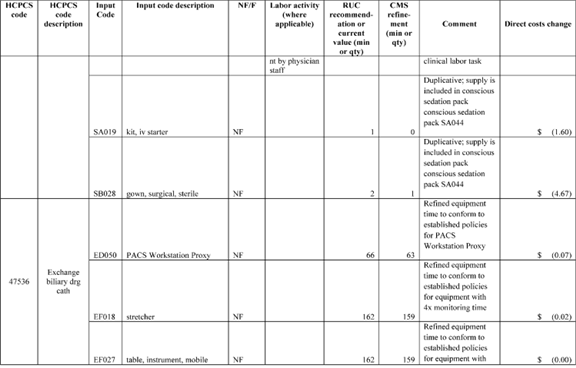 HCPCS code | HCPCS code description | Input Code | Input code description | NF/F | Labor activity (where applicable) | RUC recommend-ation or current value (min or qty) | CMS refine-ment (min or qty) | Comment | Direct costs change
nt by physician staff | clinical labor task
SA019 | kit, iv starter | NF | 1 | 0 | Duplicative; supply is included in conscious sedation pack conscious sedation pack SA044 | $ (1.60)
SB028 | gown, surgical, sterile | NF | 2 | 1 | Duplicative; supply is included in conscious sedation pack conscious sedation pack SA044 | $ (4.67)
47536 | Exchange biliary drg cath | ED050 | PACS Workstation Proxy | NF | 66 | 63 | Refined equipment time to conform to established policies for PACS Workstation Proxy | $ (0.07)
EF018 | stretcher | NF | 162 | 159 | Refined equipment time to conform to established policies for equipment with 4x monitoring time | $ (0.02)
EF027 | table, instrument, mobile | NF | 162 | 159 | Refined equipment time to conform to established policies for equipment with | $ (0.00)